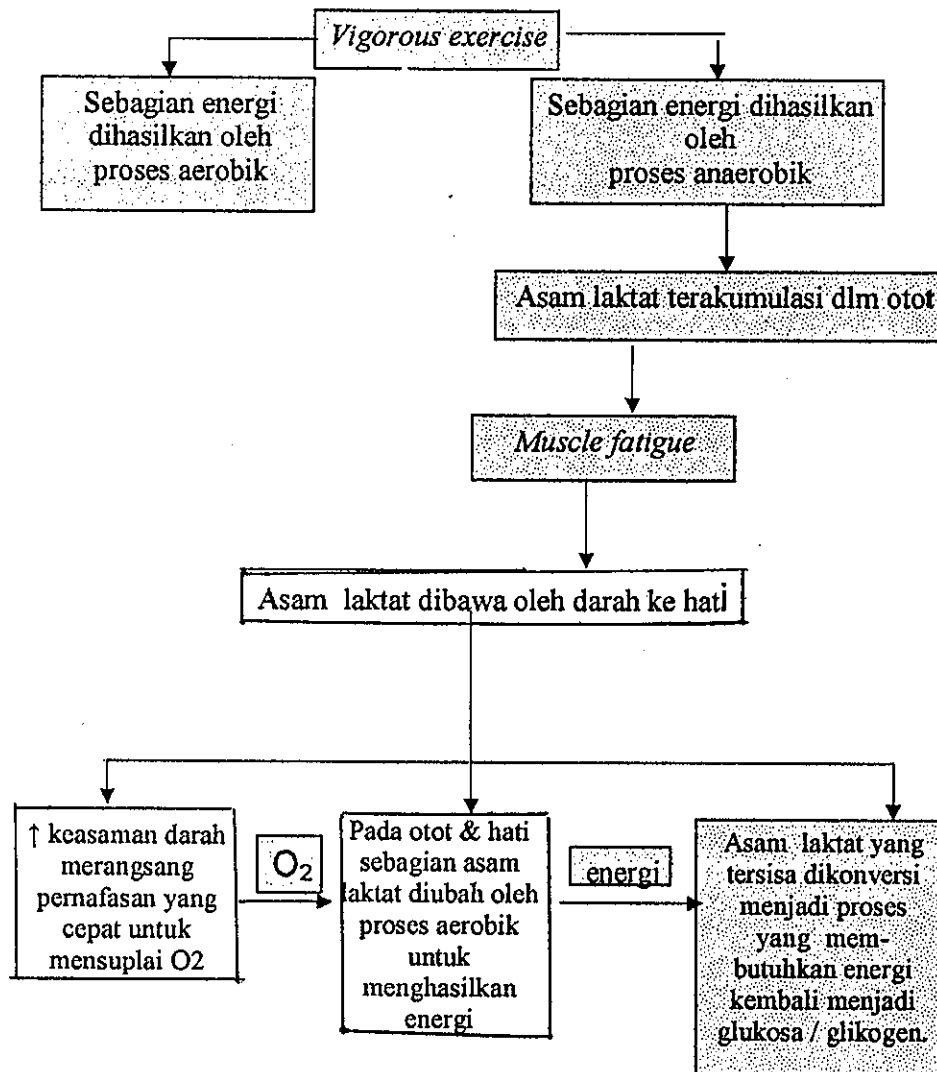 Vigorous exercise
Sebagian energi
dihasilkan oleh
proses aerobik
Sebagian energi dihasilkan
oleh
proses anaerobik
Asam laktat terakumulasi dlm otot
Muscle fatigue
Asam laktat dibawa oleh darah ke hati
↑ keasaman darah
merangsang
pernafasan yang
cepat untuk
mensuplai O2
O₂
Pada otot & hati
sebagian asam
laktat diubah oleh
proses aerobik
untuk
menghasilkan
energi
energi
Asam laktat yang
tersisa dikonversi
menjadi proses
yang mem-
butuhkan energi
kembali menjadi
glukosa / glikogen.